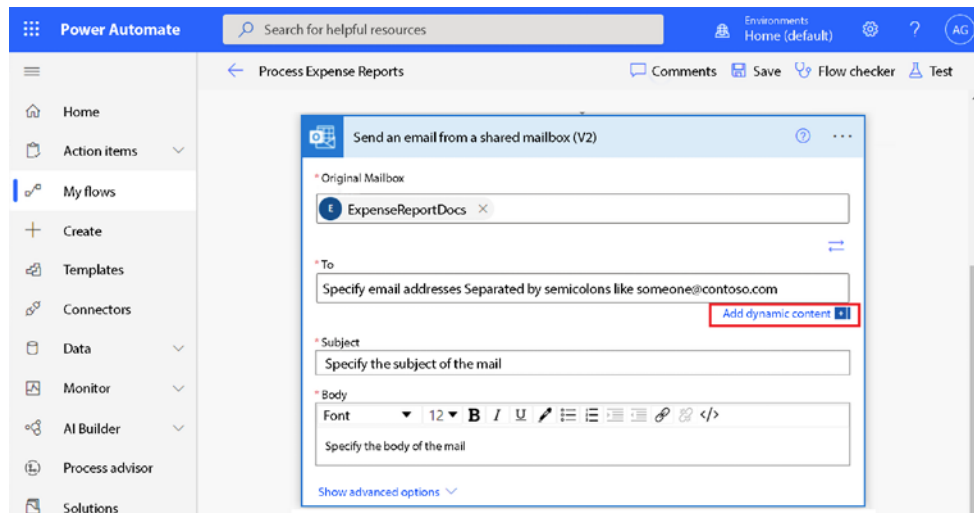 Power Automate
Search for helpful resources
Environments
Home (default)
?
AG
Process Expense Reports
Comments Save Flow checker Test
Home
Action items
My flows
Create
Templates
Connectors
Data
Monitor
AI Builder
Process advisor
Solutions
Send an email from a shared mailbox (V2)
? ...
* Original Mailbox
E ExpenseReportDocs ×
* To
Specify email addresses Separated by semicolons like someone@contoso.com
Add dynamic content +
* Subject
Specify the subject of the mail
* Body
Font 12 B I U </>
Specify the body of the mail
Show advanced options